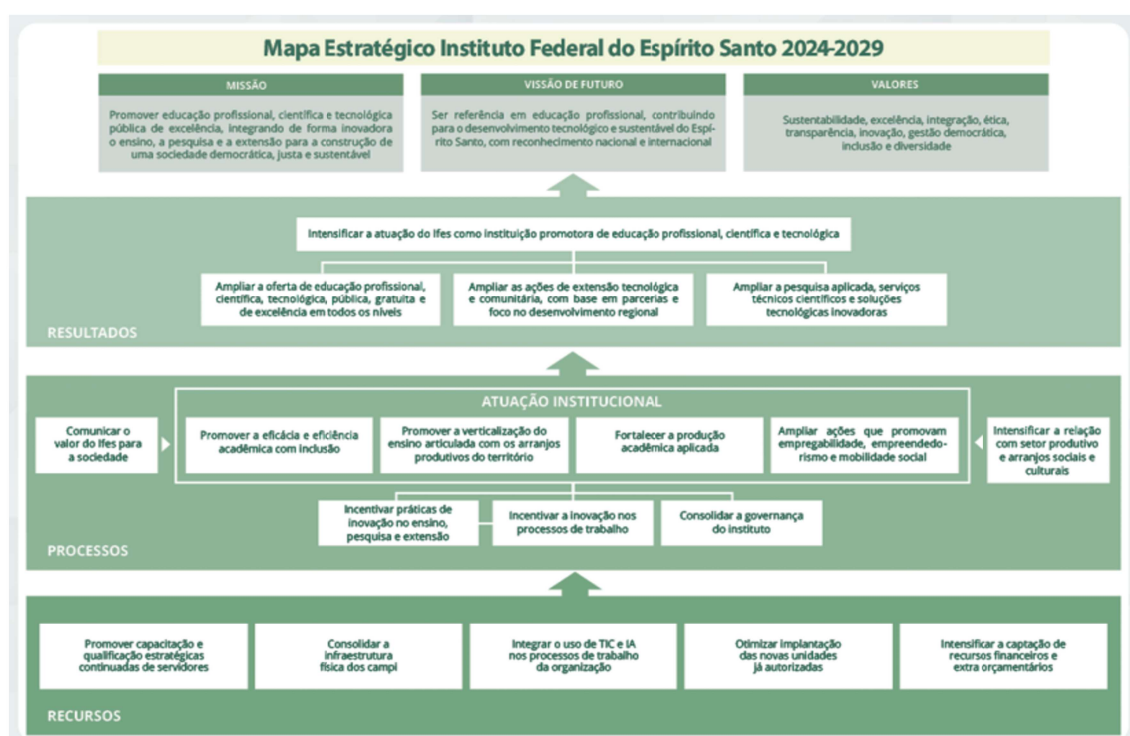 Mapa Estratégico Instituto Federal do Espírito Santo 2024-2029
MISSÃO
Promover educação profissional, científica e tecnológica
pública de excelência, integrando de forma inovadora
o ensino, a pesquisa e a extensão para a construção de
uma sociedade democrática, justa e sustentável
VISSÃO DE FUTURO
Ser referência em educação profissional, contribuindo
para o desenvolvimento tecnológico e sustentável do Espí-
rito Santo, com reconhecimento nacional e internacional
VALORES
Sustentabilidade, excelência, integração, ética,
transparência, inovação, gestão democrática,
inclusão e diversidade
Intensificar a atuação do Ifes como instituição promotora de educação profissional, científica e tecnológica
Ampliar a oferta de educação profissional,
científica, tecnológica, pública, gratuita e
de excelência em todos os níveis
Ampliar as ações de extensão tecnológica
e comunitária, com base em parcerias e
foco no desenvolvimento regional
Ampliar a pesquisa aplicada, serviços
técnicos científicos e soluções
tecnológicas inovadoras
RESULTADOS
ATUAÇÃO INSTITUCIONAL
Comunicar o
valor do Ifes para
a sociedade
Promover a eficácia e eficiência
acadêmica com inclusão
Promover a verticalização do
ensino articulada com os arranjos
produtivos do território
Fortalecer a produção
acadêmica aplicada
Ampliar ações que promovam
empregabilidade, empreendedo-
rismo e mobilidade social
Intensificar a relação
com setor produtivo
e arranjos sociais e
culturais
Incentivar práticas de
inovação no ensino,
pesquisa e extensão
Incentivar a inovação nos
processos de trabalho
Consolidar a governança
do instituto
PROCESSOS
Promover capacitação e
qualificação estratégicas
continuadas de servidores
Consolidar a
infraestrutura
física dos campi
Integrar o uso de TIC e IA
nos processos de trabalho
da organização
Otimizar implantação
das novas unidades
já autorizadas
Intensificar a captação de
recursos financeiros e
extra orçamentários
RECURSOS